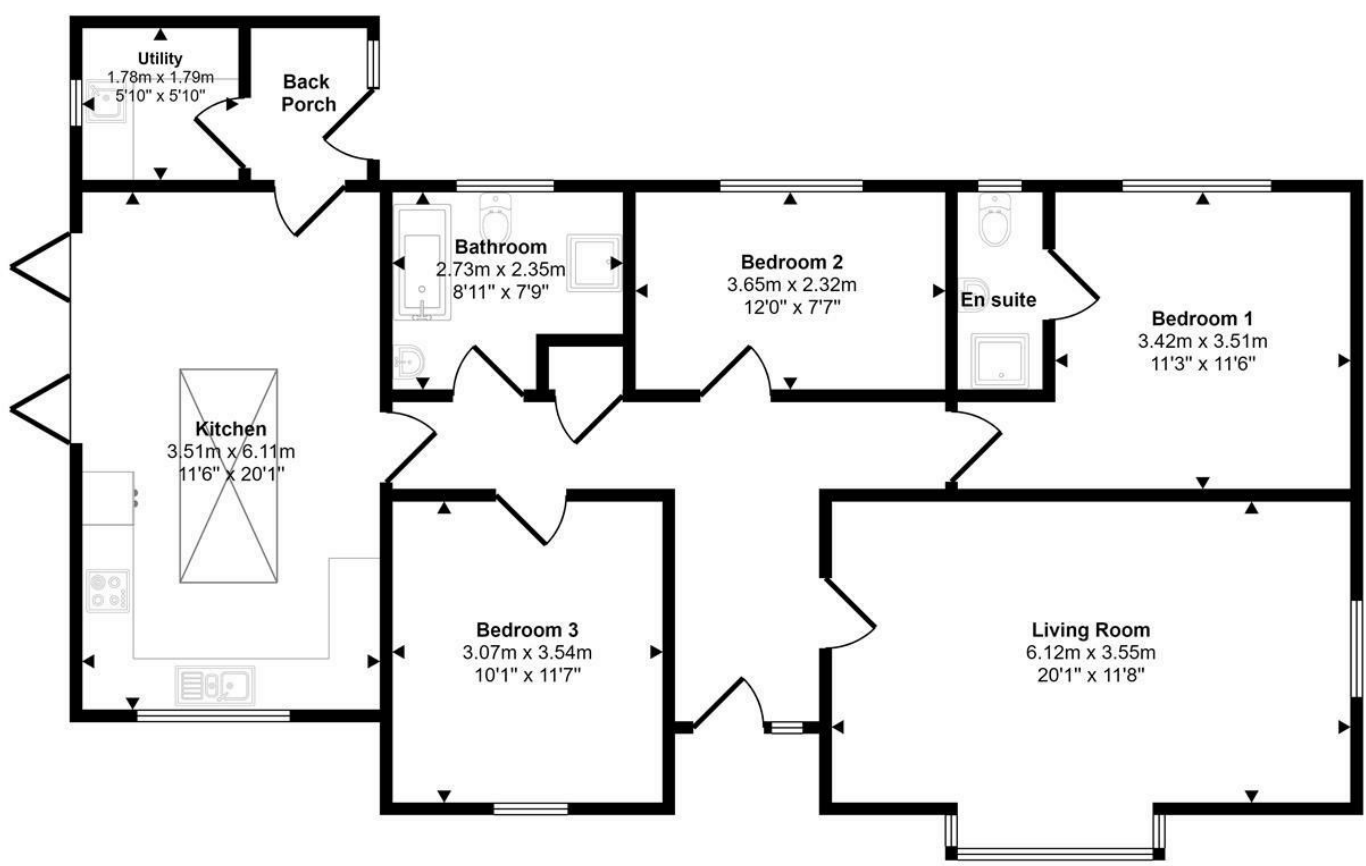 Utility
1.78m x 1.79m
5'10" x 5'10"
Back
Porch
Bathroom
2.73m x 2.35m
8'11" x 7'9"
Bedroom 2
3.65m x 2.32m
12'0" x 7'7"
En suite
Bedroom 1
3.42m x 3.51m
11'3" x 11'6"
Kitchen
3.51m x 6.11m
11'6" x 20'1"
Bedroom 3
3.07m x 3.54m
10'1" x 11'7"
Living Room
6.12m x 3.55m
20'1" x 11'8"